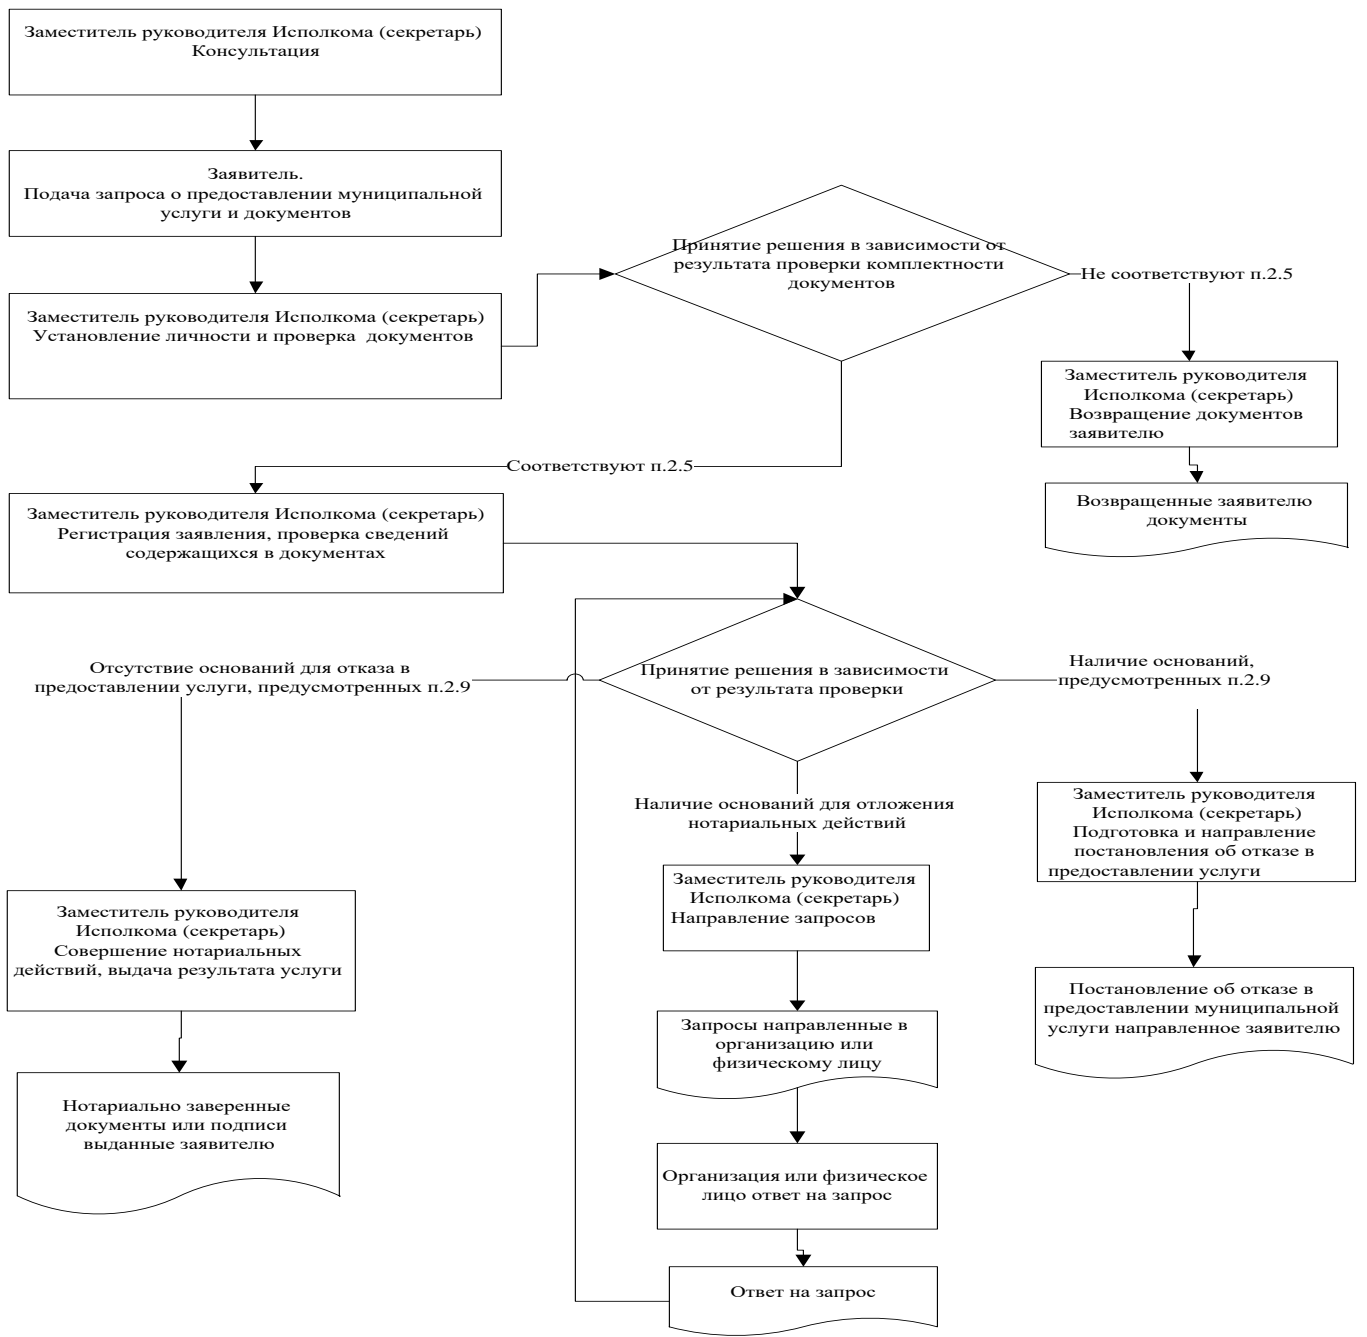 Заместитель руководителя Исполкома (секретарь)
Консультация
Заявитель.
Подача запроса о предоставлении муниципальной
услуги и документов
Заместитель руководителя Исполкома (секретарь)
Установление личности и проверка документов
Принятие решения в зависимости от
результата проверки комплектности
документов
Не соответствуют п.2.5
Заместитель руководителя
Исполкома (секретарь)
Возвращение документов
заявителю
Возвращенные заявителю
документы
Соответствуют п.2.5
Заместитель руководителя Исполкома (секретарь)
Регистрация заявления, проверка сведений
содержащихся в документах
Принятие решения в зависимости
от результата проверки
Отсутствие оснований для отказа в
предоставлении услуги, предусмотренных п.2.9
Заместитель руководителя
Исполкома (секретарь)
Совершение нотариальных
действий, выдача результата услуги
Нотариально заверенные
документы или подписи
выданные заявителю
Наличие оснований для отложения
нотариальных действий
Заместитель руководителя
Исполкома (секретарь)
Направление запросов
Запросы направленные в
организацию или
физическому лицу
Организация или физическое
лицо ответ на запрос
Ответ на запрос
Наличие оснований,
предусмотренных п.2.9
Заместитель руководителя
Исполкома (секретарь)
Подготовка и направление
постановления об отказе в
предоставлении услуги
Постановление об отказе в
предоставлении муниципальной
услуги направленное заявителю